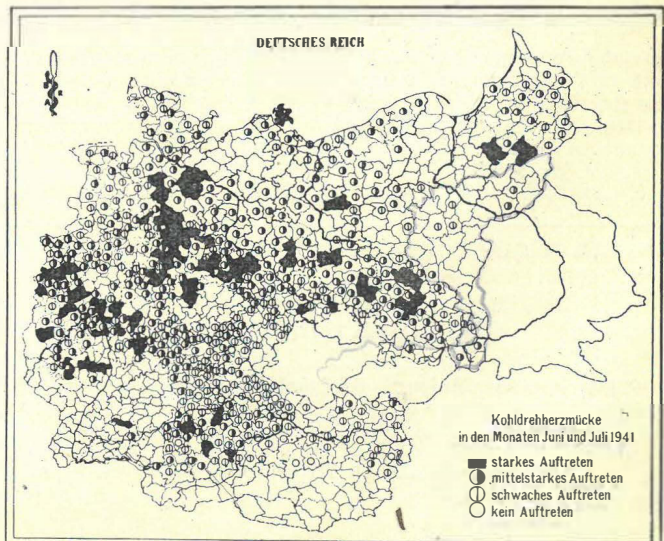 DEUTSCHES REICH
Kohldrehherzmücke
in den Monaten Juni und Juli 1941
starkes Auftreten
mittelstarkes Auftreten
schwaches Auftreten
kein Auftreten